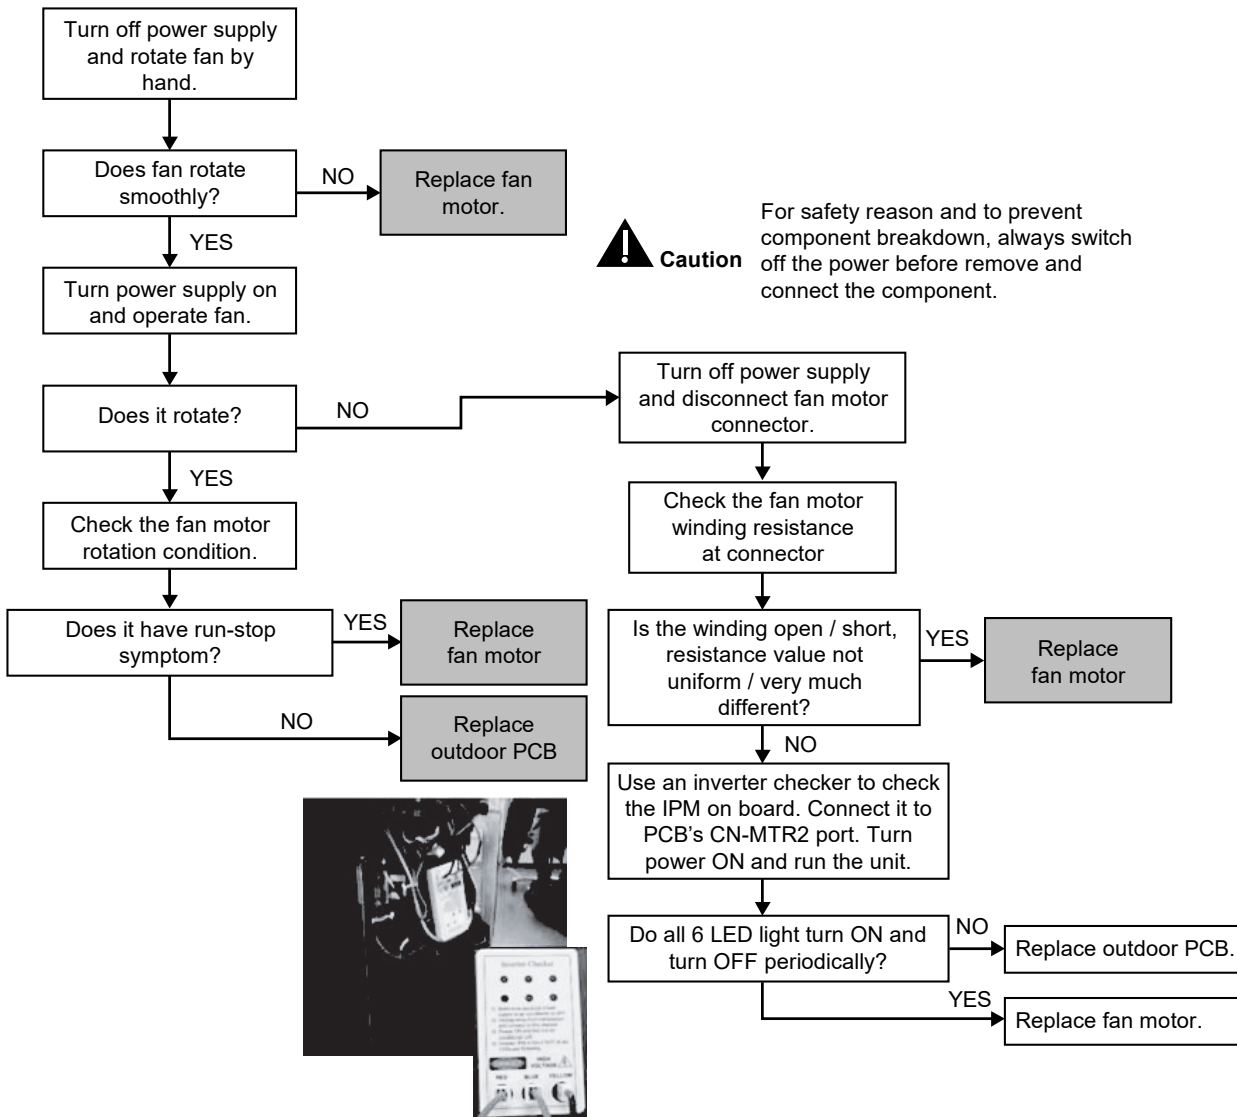 Turn off power supply
and rotate fan by
hand.
Does fan rotate
smoothly?
NO
Replace fan
motor.
YES
Caution
For safety reason and to prevent
component breakdown, always switch
off the power before remove and
connect the component.
Turn power supply on
and operate fan.
Does it rotate?
NO
Turn off power supply
and disconnect fan motor
connector.
YES
Check the fan motor
rotation condition.
Check the fan motor
winding resistance
at connector
Does it have run-stop
symptom?
YES
Replace
fan motor
NO
Replace
outdoor PCB
Is the winding open / short,
resistance value not
uniform / very much
different?
YES
Replace
fan motor
NO
Use an inverter checker to check
the IPM on board. Connect it to
PCB's CN-MTR2 port. Turn
power ON and run the unit.
Do all 6 LED light turn ON and
turn OFF periodically?
NO
Replace outdoor PCB.
YES
Replace fan motor.
Inverter Checker
HIGH
VOLTAGE
RED BLUE YELLOW